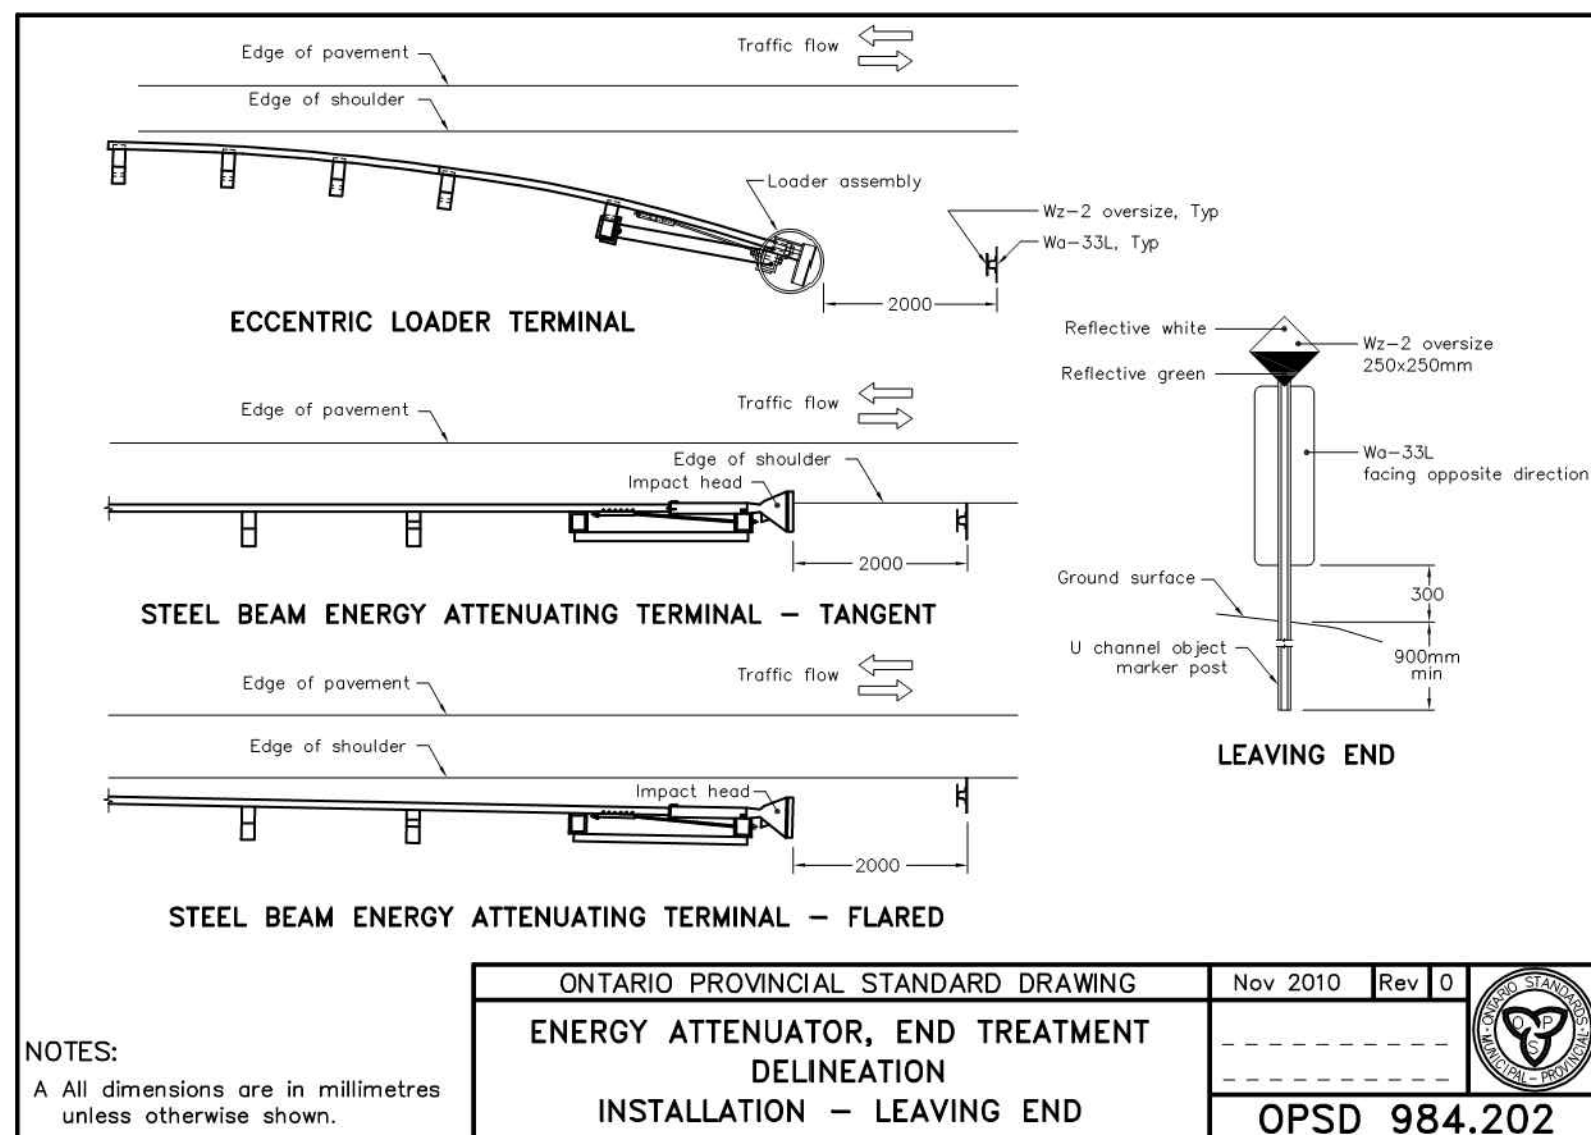 Edge of pavement
Traffic flow
Edge of shoulder
Loader assembly
Wz-2 oversize, Typ
Wa-33L, Typ
2000
ECCENTRIC LOADER TERMINAL
Edge of pavement
Traffic flow
Edge of shoulder
Impact head
2000
STEEL BEAM ENERGY ATTENUATING TERMINAL - TANGENT
Edge of pavement
Traffic flow
Edge of shoulder
Impact head
2000
STEEL BEAM ENERGY ATTENUATING TERMINAL - FLARED
Reflective white
Wz-2 oversize
250x250mm
Reflective green
Wa-33L
facing opposite direction
Ground surface
300
U channel object
marker post
900mm
min
LEAVING END
NOTES:
A All dimensions are in millimetres
unless otherwise shown.
ONTARIO PROVINCIAL STANDARD DRAWING
Nov 2010
Rev
0
ENERGY ATTENUATOR, END TREATMENT
DELINEATION
INSTALLATION - LEAVING END
ONTARIO STANDARDS
MUNICIPAL - PROVINCIAL
O P
S
OPSD 984.202